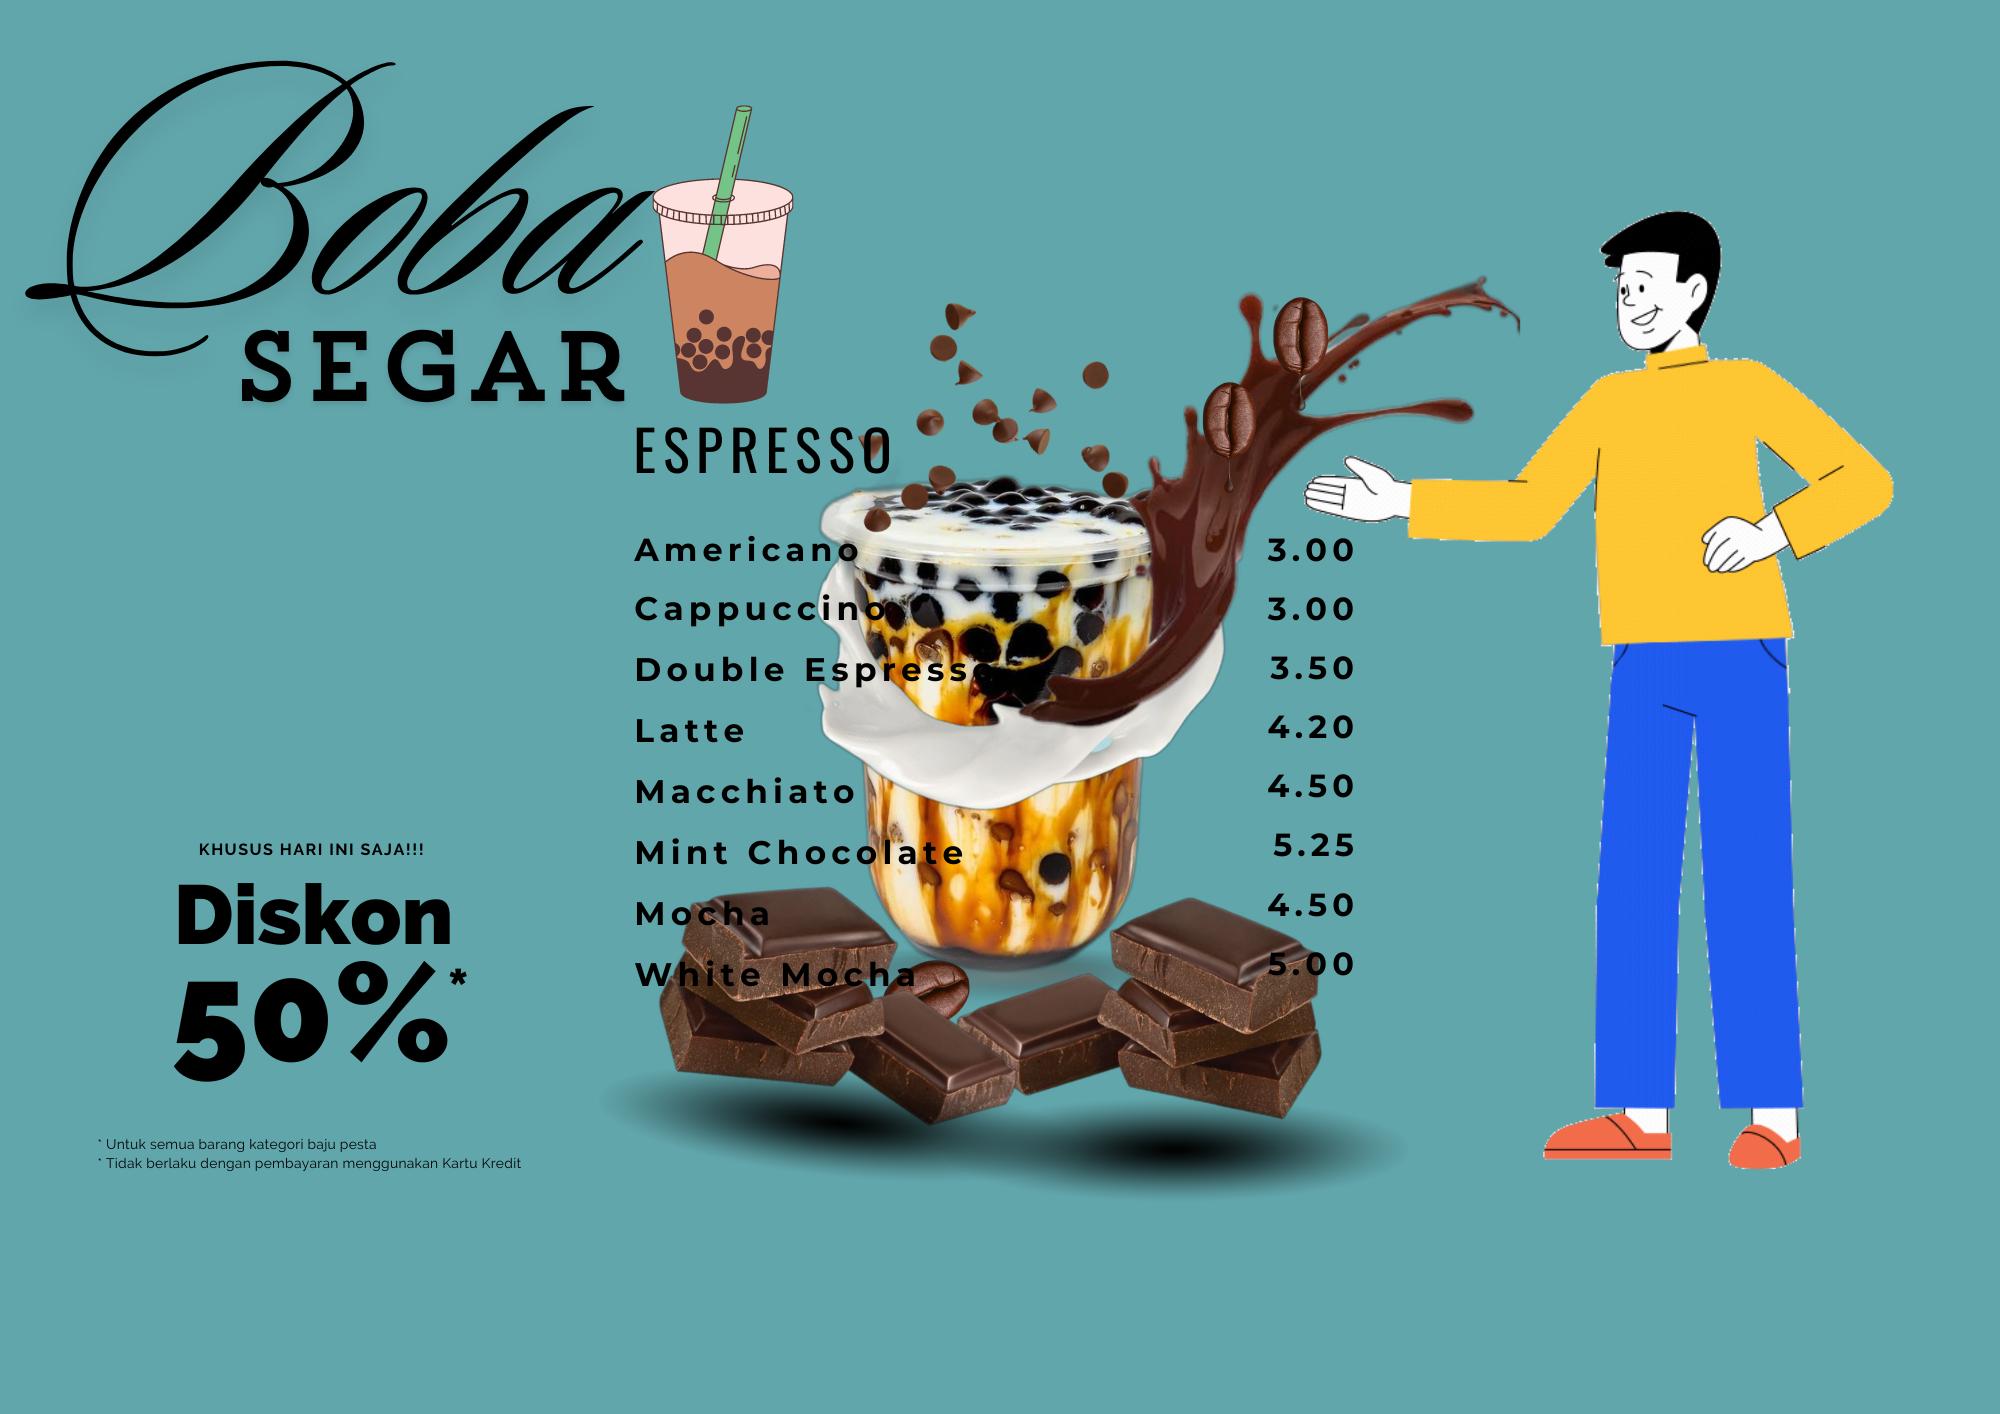 Boba
SEGAR
ESPRESSO
Americano 3.00
Cappuccino 3.00
Double Espresso 3.50
Latte 4.20
Macchiato 4.50
Mint Chocolate 5.25
Mocha 4.50
White Mocha 5.00
KHUSUS HARI INI SAJA!!!
Diskon
50%*
* Untuk semua barang kategori baju pesta
* Tidak berlaku dengan pembayaran menggunakan Kartu Kredit